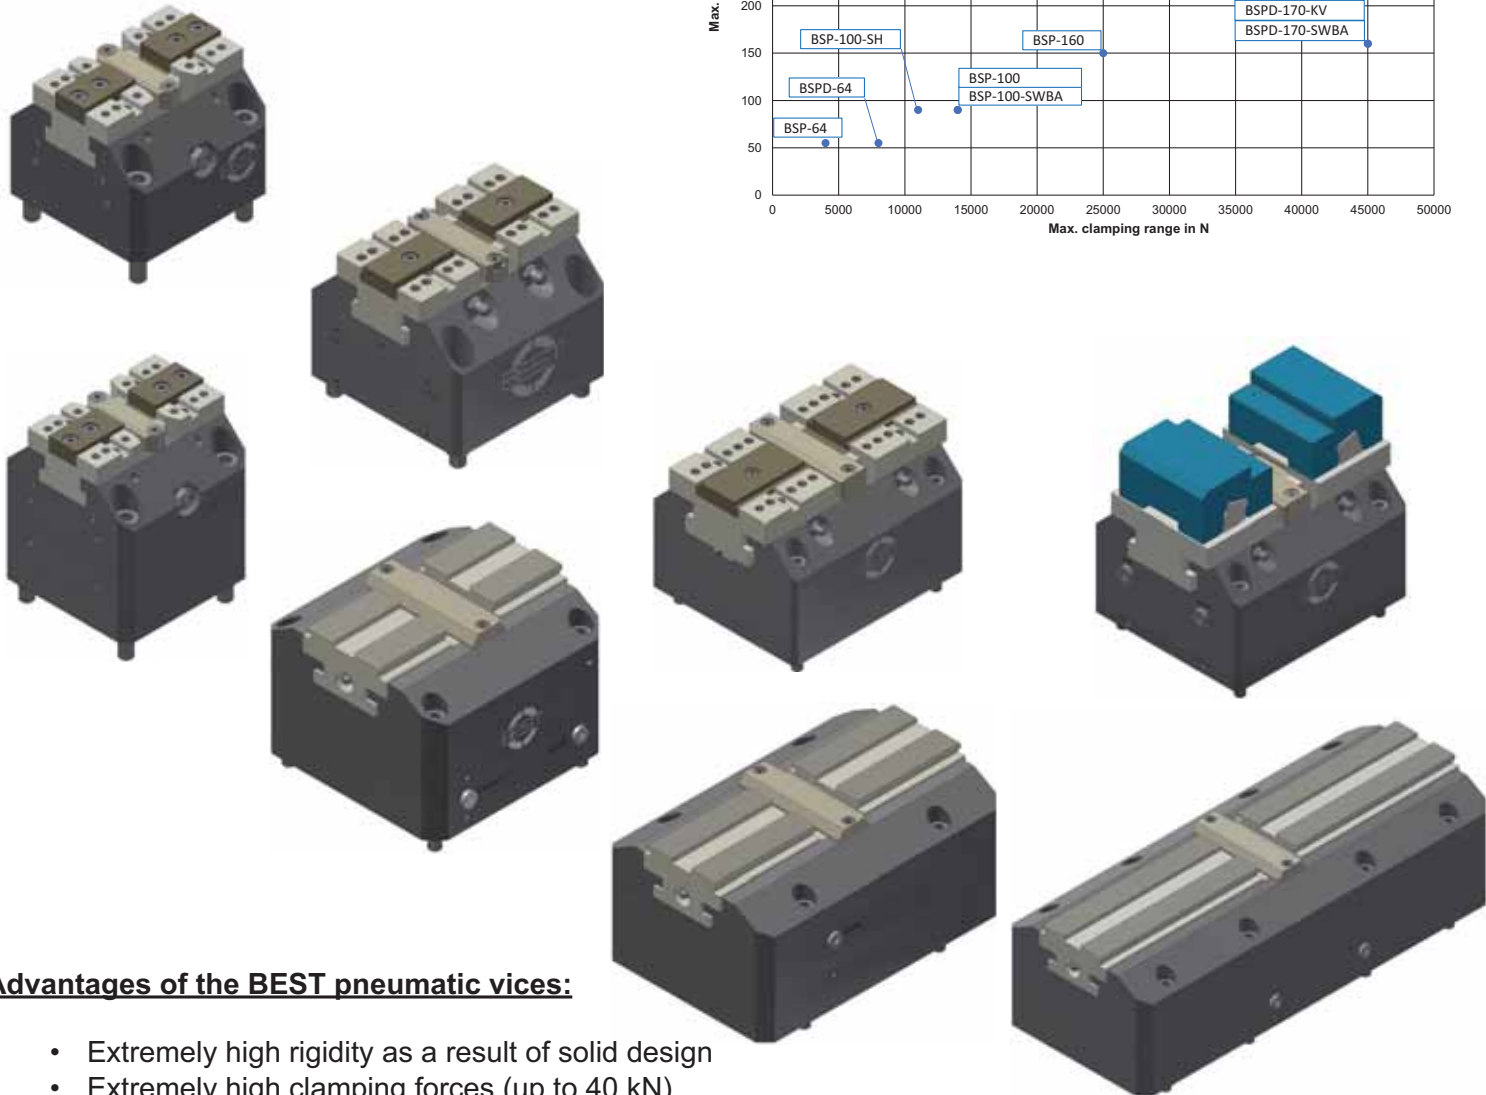 Max.
200
150
100
50
0
BSPD-170-KV
BSPD-170-SWBA
BSP-100-SH
BSP-160
BSP-100
BSP-100-SWBA
BSPD-64
BSP-64
0 5000 10000 15000 20000 25000 30000 35000 40000 45000 50000
Max. clamping range in N
Advantages of the BEST pneumatic vices:
• Extremely high rigidity as a result of solid design
• Extremely high clamping forces (up to 40 kN)